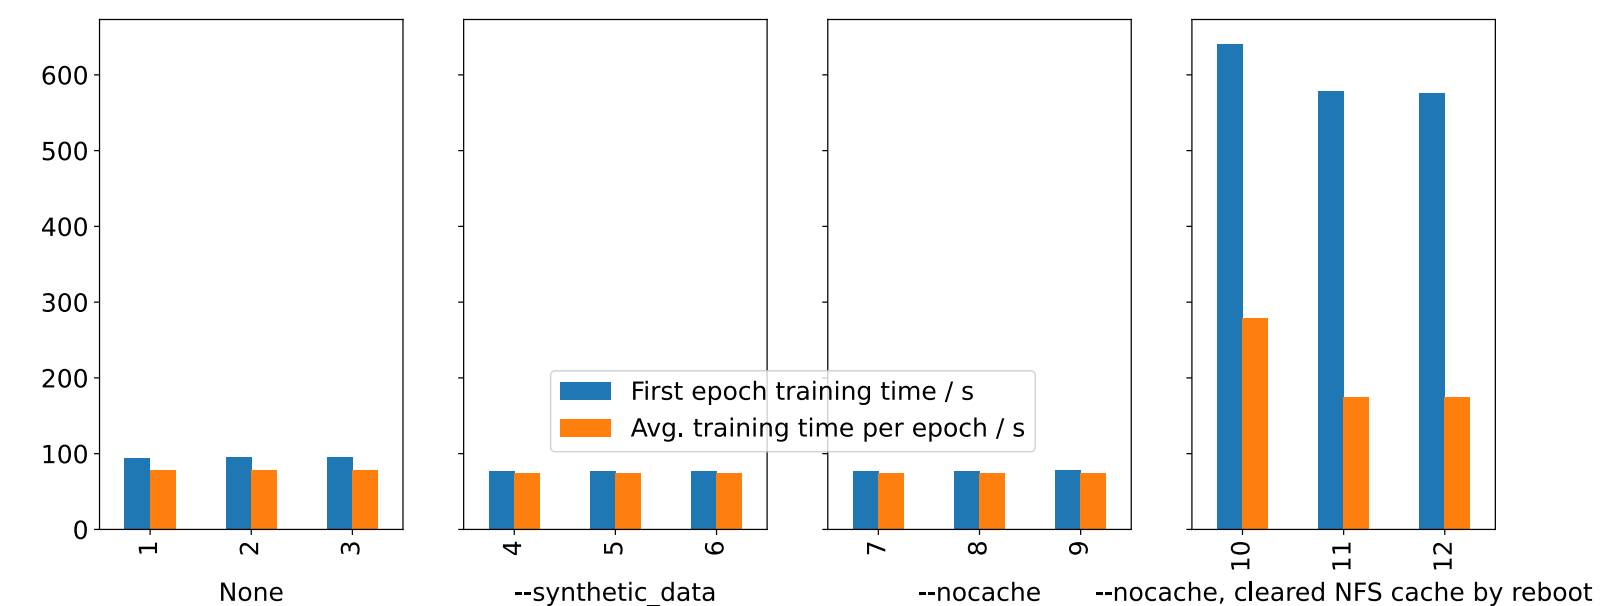 600
500
400
300
200
100
0
First epoch training time / s
Avg. training time per epoch / s
1 2 3 4 5 6 7 8 9 10 11 12
None --synthetic_data --nocache --nocache, cleared NFS cache by reboot